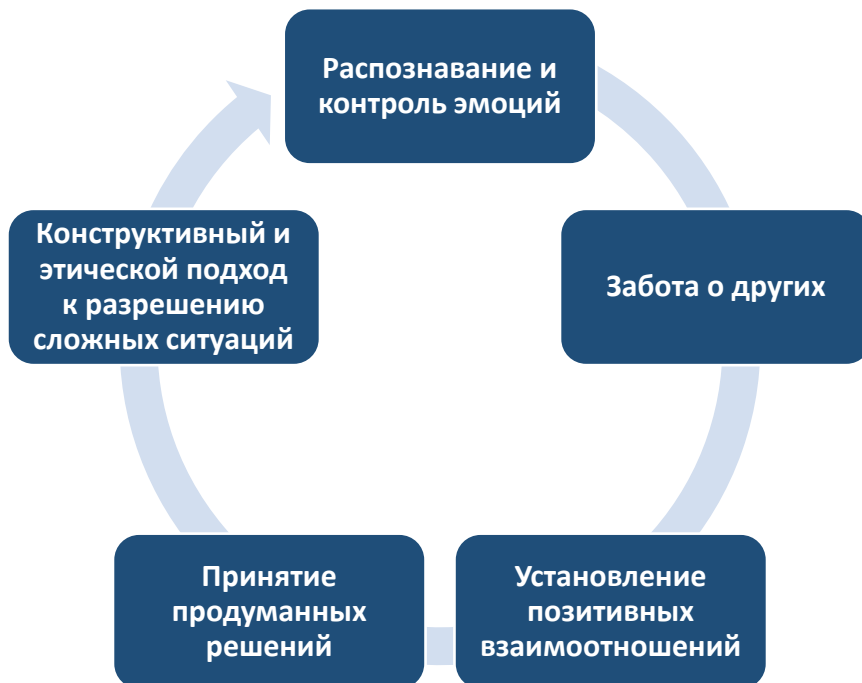 Распознавание и
контроль эмоций
Забота о других
Установление
позитивных
взаимоотношений
Принятие
продуманных
решений
Конструктивный и
этической подход
к разрешению
сложных ситуаций